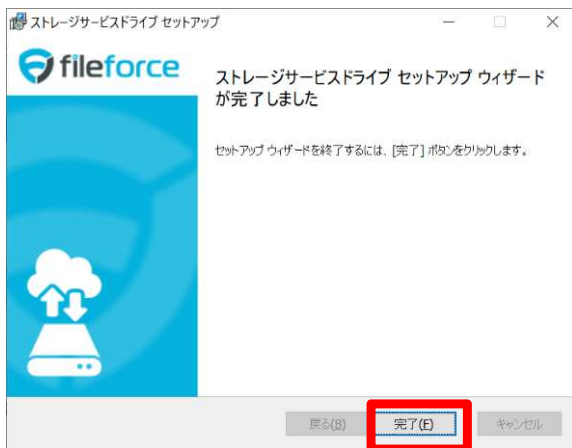 ストレージサービスドライブ セットアップ
fileforce
ストレージサービスドライブ セットアップ ウィザード
が完了しました
セットアップ ウィザードを終了するには、[完了] ボタンをクリックします。
戻る(B)
完了(F)
キャンセル